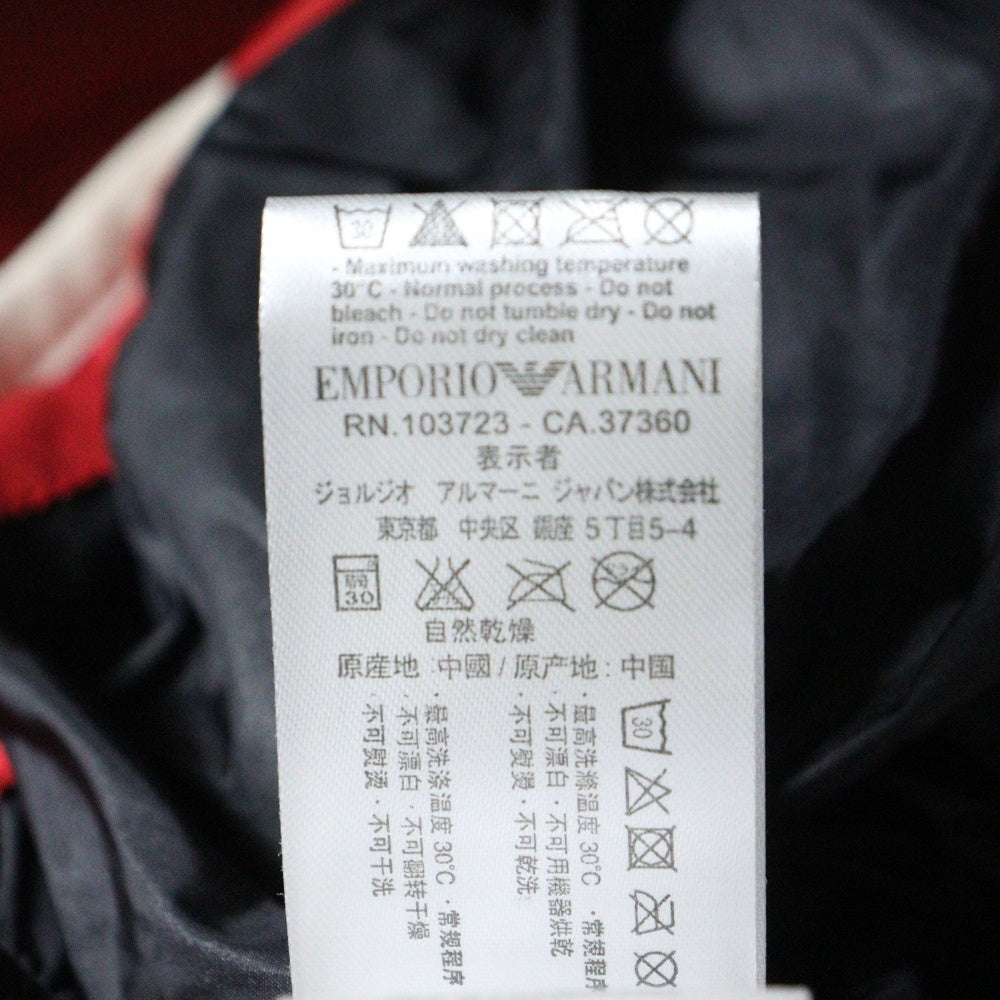 30
- Maximum washing temperature
30°C - Normal process - Do not
bleach - Do not tumble dry - Do not
iron - Do not dry clean
EMPORIO ARMANI
RN.103723 - CA.37360
表示者
ジョルジオ アルマーニ ジャパン株式会社
東京都 中央区 銀座 5丁目5-4
弱
30
自然乾燥
原産地 : 中國 / 原产地 : 中国
30
· 最高洗滌溫度 30°C · 常規程序
· 不可漂白 · 不可用機器烘乾
· 不可熨燙 · 不可乾洗
· 最高洗涤温度 30°C · 常规程序
· 不可漂白 · 不可翻转干燥
· 不可熨烫 · 不可干洗